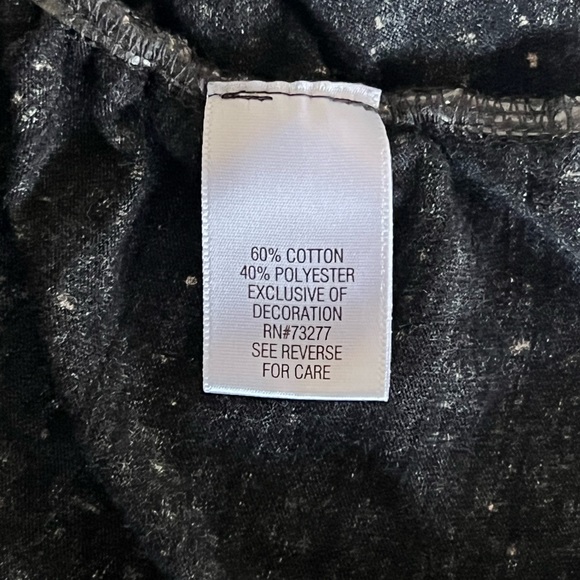 60% COTTON
40% POLYESTER
EXCLUSIVE OF
DECORATION
RN#73277
SEE REVERSE
FOR CARE